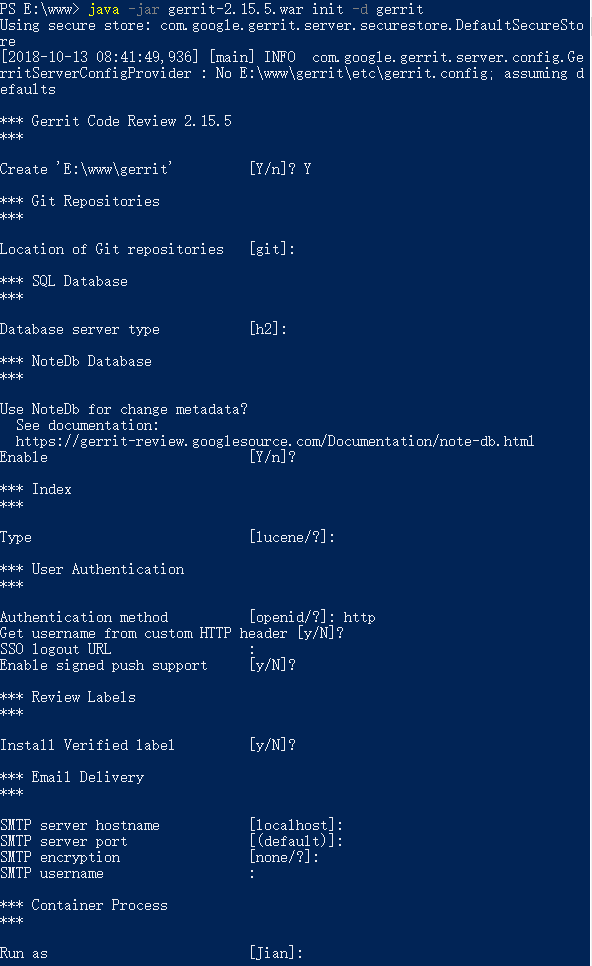 PS E:\www> java -jar gerrit-2.15.5.war init -d gerrit
Using secure store: com.google.gerrit.server.securestore.DefaultSecureSto
re
[2018-10-13 08:41:49,936] [main] INFO  com.google.gerrit.server.config.Ge
rritServerConfigProvider : No E:\www\gerrit\etc\gerrit.config; assuming d
efaults
*** Gerrit Code Review 2.15.5
***
Create 'E:\www\gerrit'         [Y/n]? Y
*** Git Repositories
***
Location of Git repositories   [git]:
*** SQL Database
***
Database server type           [h2]:
*** NoteDb Database
***
Use NoteDb for change metadata?
  See documentation:
  https://gerrit-review.googlesource.com/Documentation/note-db.html
Enable                         [Y/n]?
*** Index
***
Type                           [lucene/?]:
*** User Authentication
***
Authentication method          [openid/?]: http
Get username from custom HTTP header [y/N]?
SSO logout URL                 :
Enable signed push support     [y/N]?
*** Review Labels
***
Install Verified label         [y/N]?
*** Email Delivery
***
SMTP server hostname           [localhost]:
SMTP server port               [(default)]:
SMTP encryption                [none/?]:
SMTP username                  :
*** Container Process
***
Run as                         [Jian]: